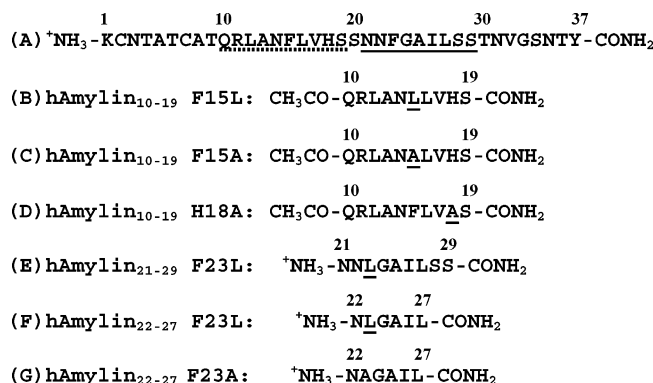 1 10 20 30 37
(A) ⁺NH₃-KCNTATCATQRLANFLVHSSNNFGAILSSTNVGSNTY-CONH₂
10 19
(B) hAmylin₁₀₋₁₉ F15L: CH₃CO-QRLANLLVHS-CONH₂
10 19
(C) hAmylin₁₀₋₁₉ F15A: CH₃CO-QRLANALVHS-CONH₂
10 19
(D) hAmylin₁₀₋₁₉ H18A: CH₃CO-QRLANFLVAS-CONH₂
21 29
(E) hAmylin₂₁₋₂₉ F23L: ⁺NH₃-NNLGAILSS-CONH₂
22 27
(F) hAmylin₂₂₋₂₇ F23L: ⁺NH₃-NLGAIL-CONH₂
22 27
(G) hAmylin₂₂₋₂₇ F23A: ⁺NH₃-NAGAIL-CONH₂